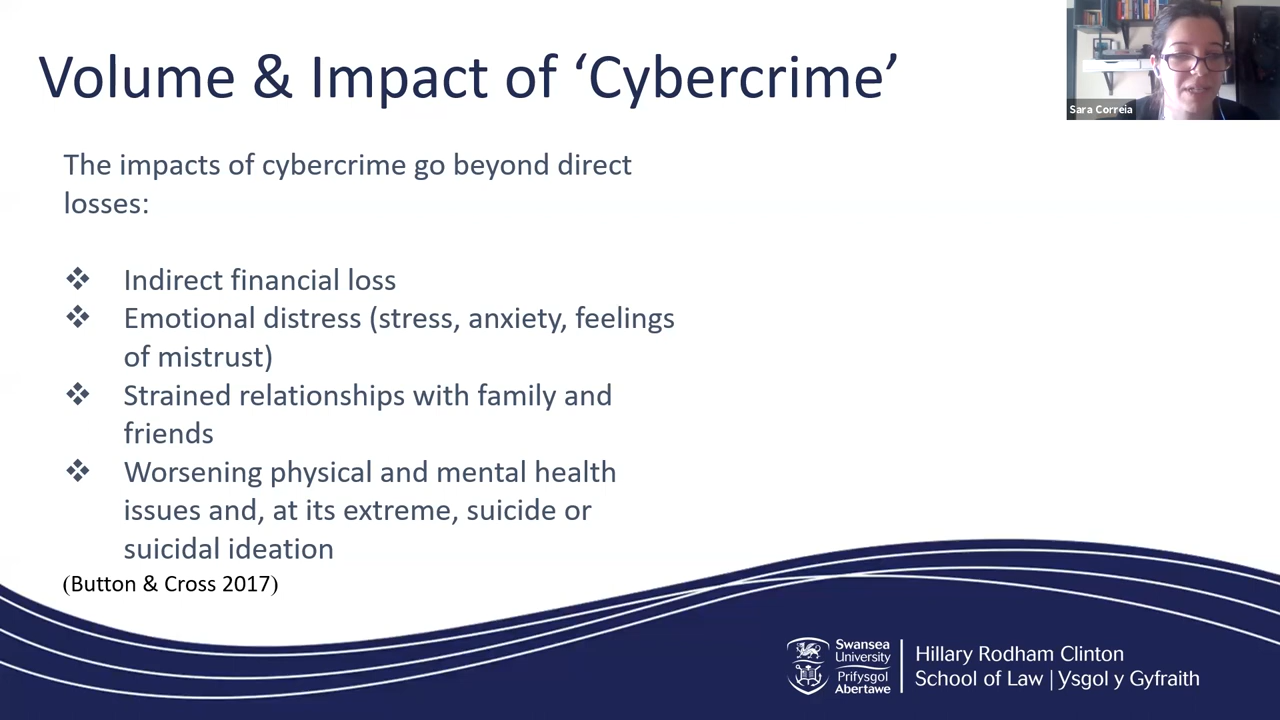 Volume & Impact of ‘Cybercrime’
Sara Correia
The impacts of cybercrime go beyond direct
losses:
❖ Indirect financial loss
❖ Emotional distress (stress, anxiety, feelings
of mistrust)
❖ Strained relationships with family and
friends
❖ Worsening physical and mental health
issues and, at its extreme, suicide or
suicidal ideation
(Button & Cross 2017)
Swansea
University
Prifysgol
Abertawe
Hillary Rodham Clinton
School of Law | Ysgol y Gyfraith